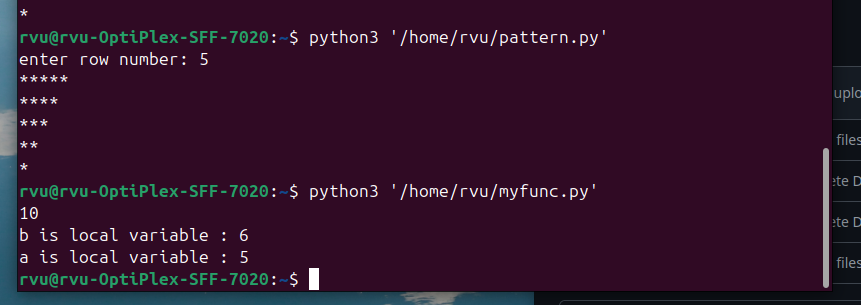 *
rvu@rvu-OptiPlex-SFF-7020:~$ python3 '/home/rvu/pattern.py'
enter row number: 5
*****
****
***
**
*
rvu@rvu-OptiPlex-SFF-7020:~$ python3 '/home/rvu/myfunc.py'
10
b is local variable : 6
a is local variable : 5
rvu@rvu-OptiPlex-SFF-7020:~$
uplo
files
ete D
ete D
files